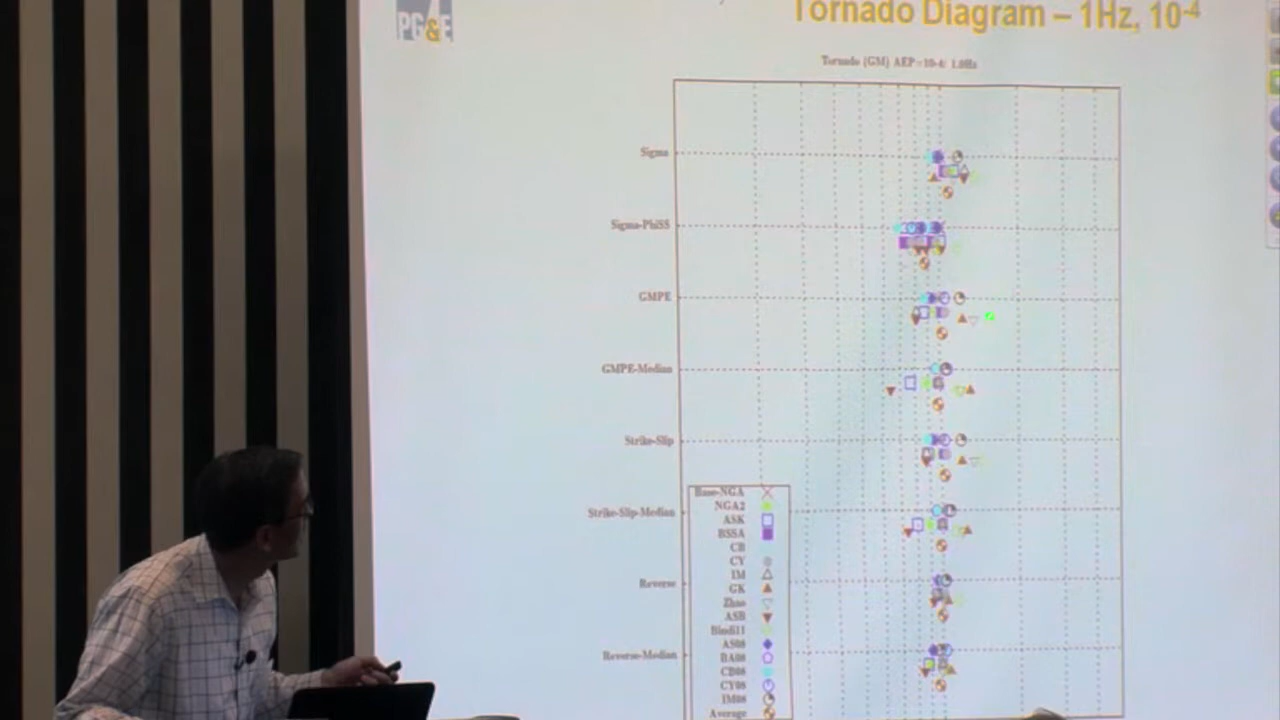 PG&E
Tornado Diagram – 1Hz, 10-4
Tornado (GM) AEP=10-4/ 1.0Hz
Sigma
Sigma-PhiSS
GMPE
GMPE-Median
Strike-Slip
Strike-Slip-Median
Reverse
Reverse-Median
Base-NGA
NGA2
ASK
BSSA
CB
CY
IM
GK
Zhao
ASB
Bindi11
AS08
BA08
CB08
CY08
IM08
Average